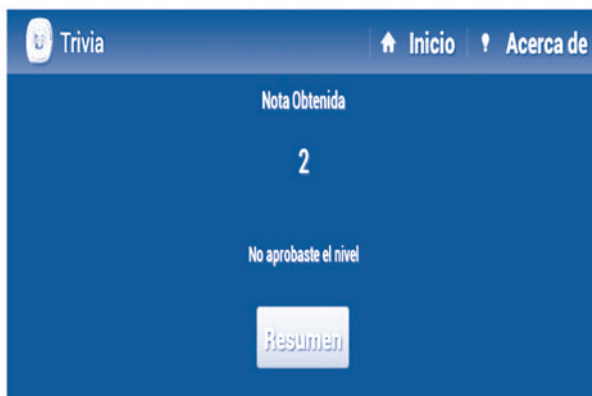 Trivia Inicio Acerca de
Nota Obtenida
2
No aprobaste el nivel
Resumen